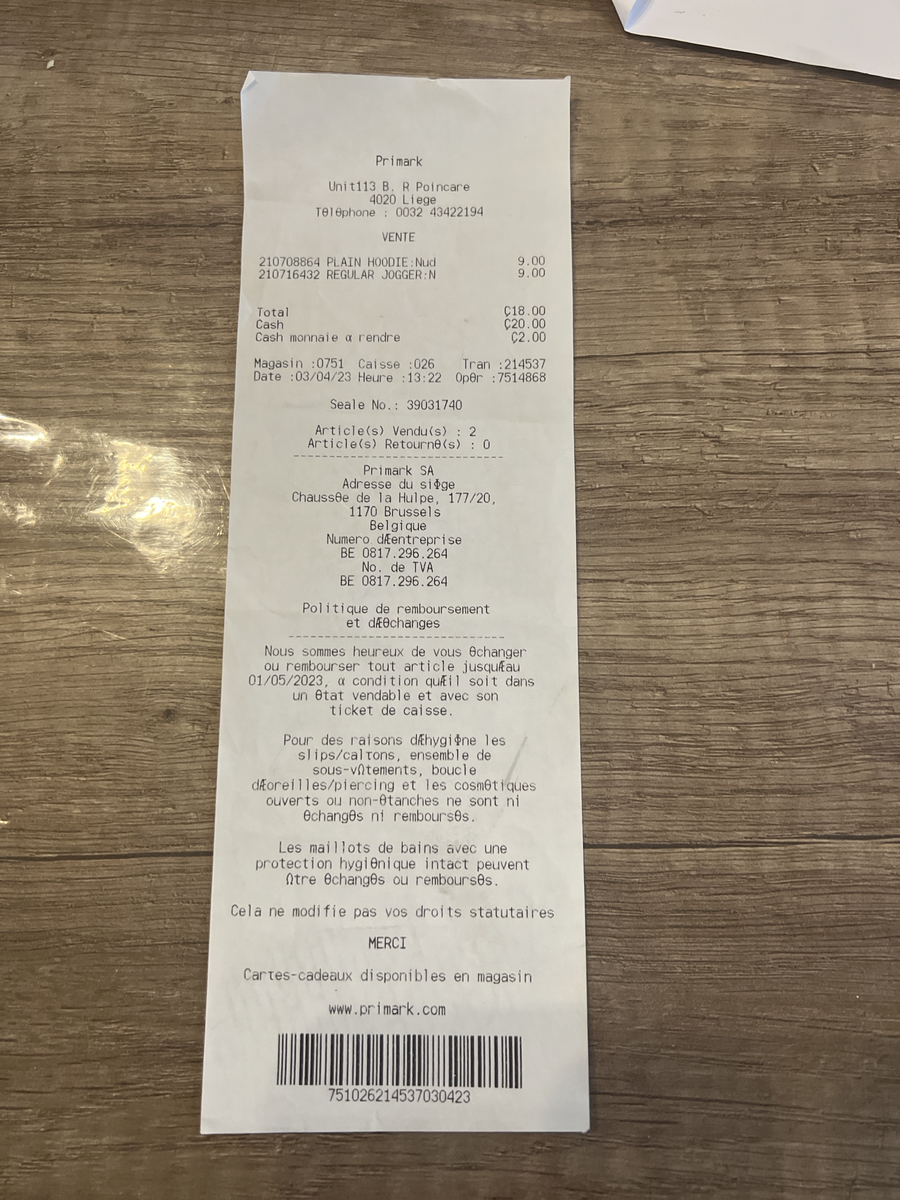 Primark
Unit113 B. R Poincare
4020 Liege
Tθlθphone : 0032 43422194
VENTE
210708864 PLAIN HOODIE:Nud 9.00
210716432 REGULAR JOGGER:N 9.00
Total Ç18.00
Cash Ç20.00
Cash monnaie α rendre Ç2.00
Magasin :0751 Caisse :026 Tran :214537
Date :03/04/23 Heure :13:22 Opθr :7514868
Seale No.: 39031740
Article(s) Vendu(s) : 2
Article(s) Retournθ(s) : 0
------------------------------
Primark SA
Adresse du siΦge
Chaussθe de la Hulpe, 177/20,
1170 Brussels
Belgique
Numero dÆentreprise
BE 0817.296.264
No. de TVA
BE 0817.296.264
Politique de remboursement
et dÆθchanges
------------------------------
Nous sommes heureux de vous θchanger
ou rembourser tout article jusquÆau
01/05/2023, α condition quÆil soit dans
un θtat vendable et avec son
ticket de caisse.
Pour des raisons dÆhygiΦne les
slips/calτons, ensemble de
sous-vΩtements, boucle
dÆoreilles/piercing et les cosmθtiques
ouverts ou non-θtanches ne sont ni
θchangθs ni remboursθs.
Les maillots de bains avec une
protection hygiθnique intact peuvent
Ωtre θchangθs ou remboursθs.
Cela ne modifie pas vos droits statutaires
MERCI
Carτes-cadeaux disponibles en magasin
www.primark.com
751026214537030423